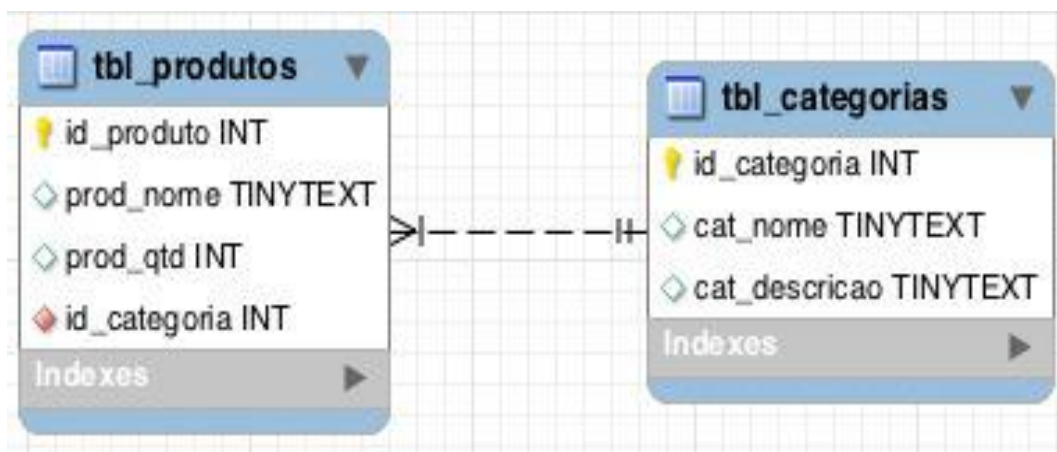 tbl_produtos
id_produto INT
prod_nome TINYTEXT
prod_qtd INT
id_categoria INT
Indexes
tbl_categorias
id_categoria INT
cat_nome TINYTEXT
cat_descricao TINYTEXT
Indexes